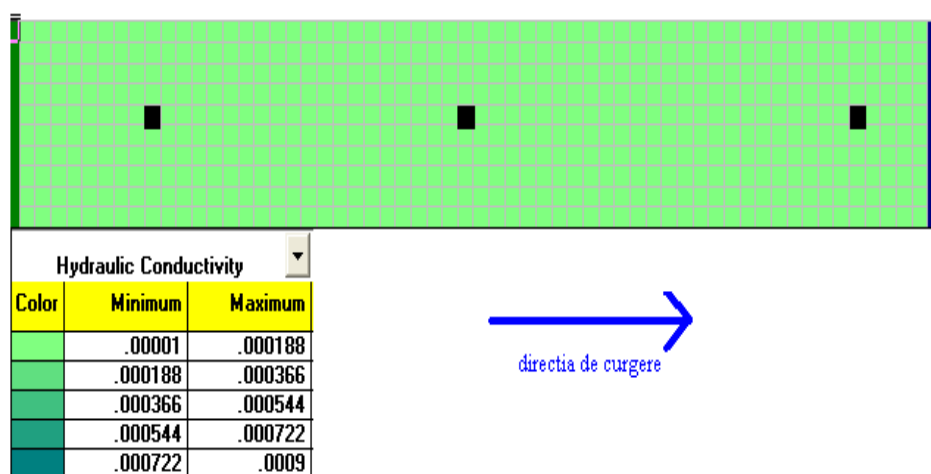 Hydraulic Conductivity
Color Minimum Maximum
.00001 .000188
.000188 .000366
.000366 .000544
.000544 .000722
.000722 .0009
directia de curgere